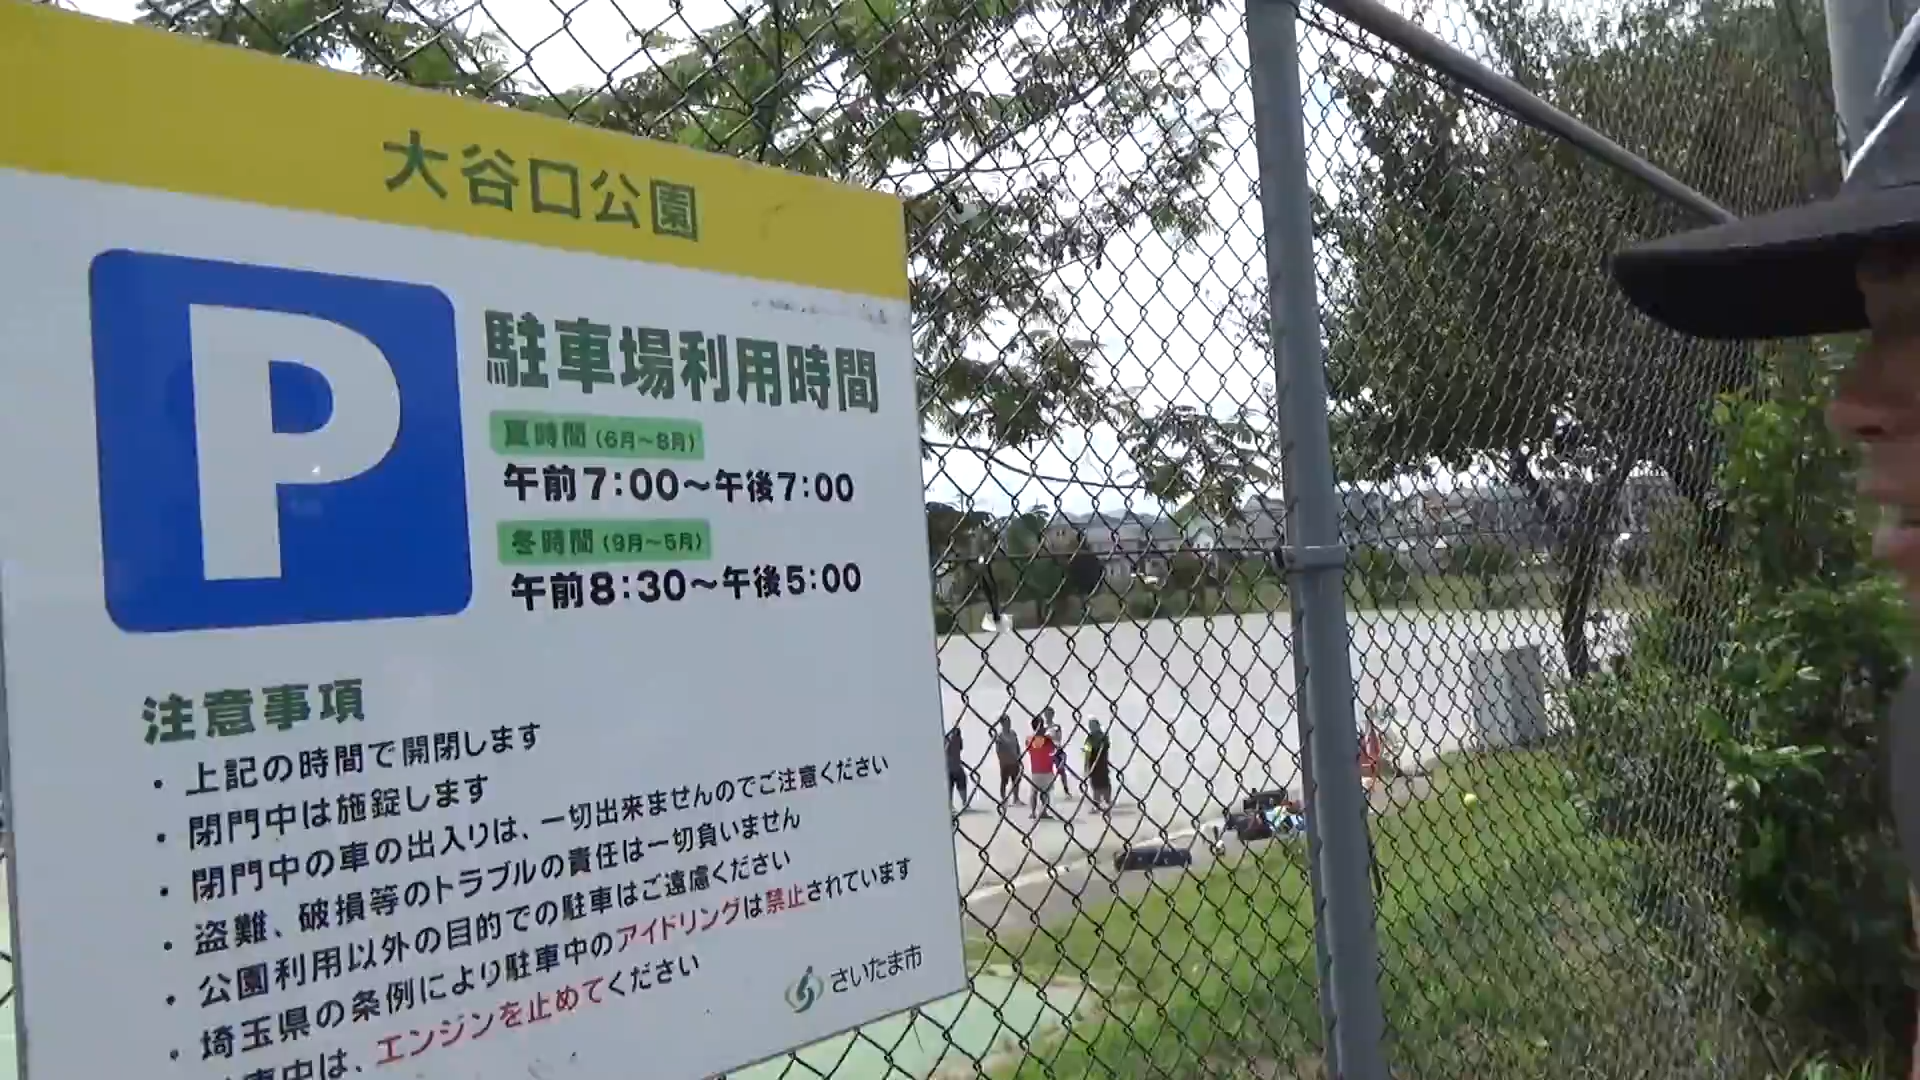 大谷口公園
P
駐車場利用時間
夏時間(6月～8月)
午前7:00～午後7:00
冬時間(9月～5月)
午前8:30～午後5:00
注意事項
・上記の時間で開閉します
・閉門中は施錠します
・閉門中の車の出入りは、一切出来ませんのでご注意ください
・盗難、破損等のトラブルの責任は一切負いません
・公園利用以外の目的での駐車はご遠慮ください
・埼玉県の条例により駐車中のアイドリングは禁止されています
車中は、エンジンを止めてください
さいたま市